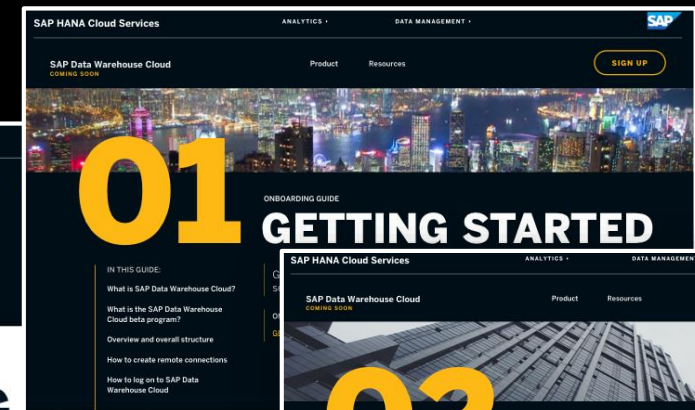 SAP HANA Cloud Services
ANALYTICS
DATA MANAGEMENT
SAP
SAP Data Warehouse Cloud
COMING SOON
Product
Resources
SIGN UP
01
ONBOARDING GUIDE
GETTING STARTED
IN THIS GUIDE:
What is SAP Data Warehouse Cloud?
What is the SAP Data Warehouse
Cloud beta program?
Overview and overall structure
How to create remote connections
How to log on to SAP Data
Warehouse Cloud
SAP HANA Cloud Services
ANALYTICS
DATA MANAGEMENT
SAP Data Warehouse Cloud
COMING SOON
Product
Resources